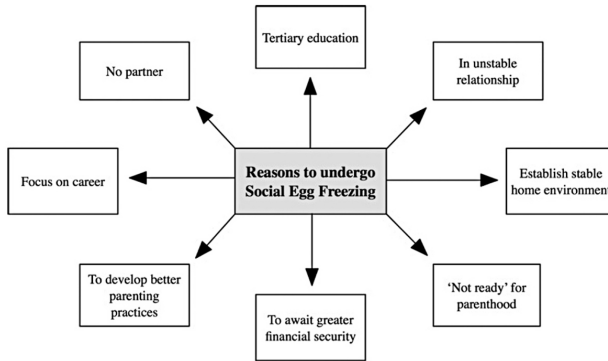 Tertiary education
No partner
In unstable
relationship
Focus on career
Reasons to undergo
Social Egg Freezing
Establish stable
home environment
To develop better
parenting
practices
To await greater
financial security
'Not ready' for
parenthood